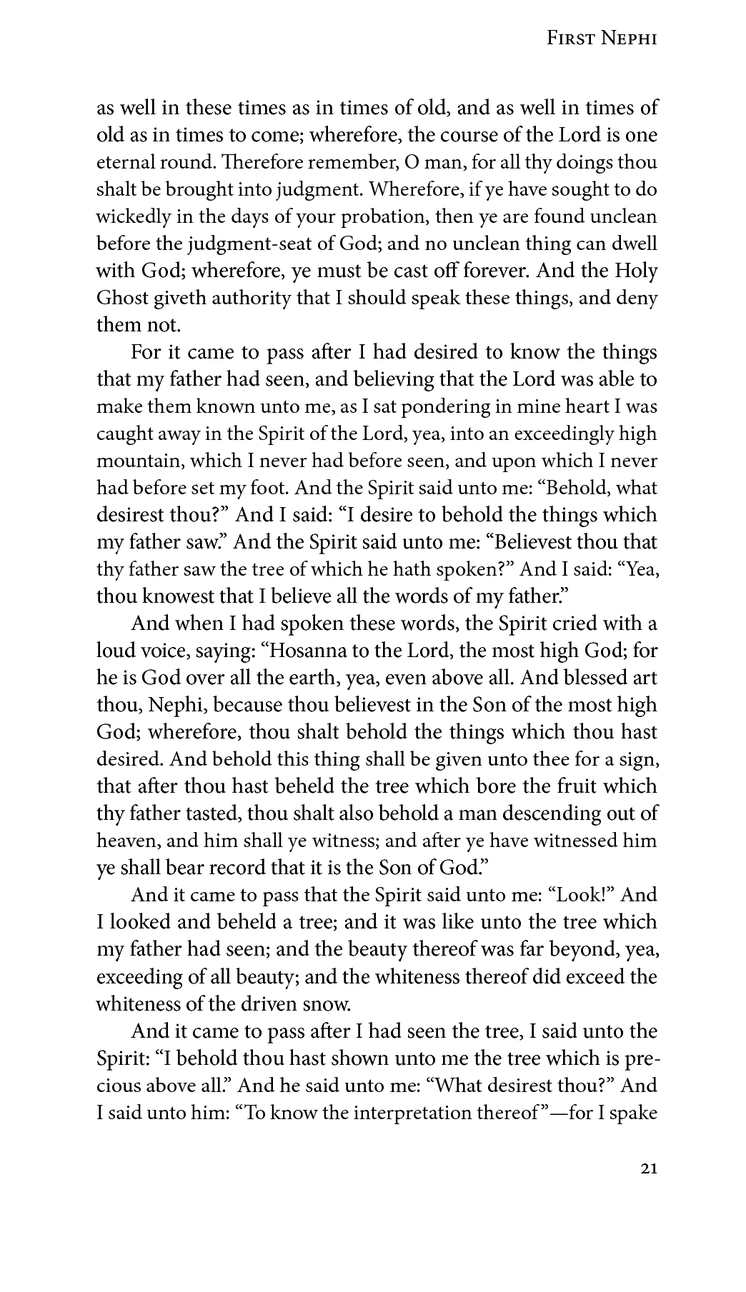 First Nephi
as well in these times as in times of old, and as well in times of
old as in times to come; wherefore, the course of the Lord is one
eternal round. Therefore remember, O man, for all thy doings thou
shalt be brought into judgment. Wherefore, if ye have sought to do
wickedly in the days of your probation, then ye are found unclean
before the judgment-seat of God; and no unclean thing can dwell
with God; wherefore, ye must be cast off forever. And the Holy
Ghost giveth authority that I should speak these things, and deny
them not.
For it came to pass after I had desired to know the things
that my father had seen, and believing that the Lord was able to
make them known unto me, as I sat pondering in mine heart I was
caught away in the Spirit of the Lord, yea, into an exceedingly high
mountain, which I never had before seen, and upon which I never
had before set my foot. And the Spirit said unto me: “Behold, what
desirest thou?” And I said: “I desire to behold the things which
my father saw.” And the Spirit said unto me: “Believest thou that
thy father saw the tree of which he hath spoken?” And I said: “Yea,
thou knowest that I believe all the words of my father.”
And when I had spoken these words, the Spirit cried with a
loud voice, saying: “Hosanna to the Lord, the most high God; for
he is God over all the earth, yea, even above all. And blessed art
thou, Nephi, because thou believest in the Son of the most high
God; wherefore, thou shalt behold the things which thou hast
desired. And behold this thing shall be given unto thee for a sign,
that after thou hast beheld the tree which bore the fruit which
thy father tasted, thou shalt also behold a man descending out of
heaven, and him shall ye witness; and after ye have witnessed him
ye shall bear record that it is the Son of God.”
And it came to pass that the Spirit said unto me: “Look!” And
I looked and beheld a tree; and it was like unto the tree which
my father had seen; and the beauty thereof was far beyond, yea,
exceeding of all beauty; and the whiteness thereof did exceed the
whiteness of the driven snow.
And it came to pass after I had seen the tree, I said unto the
Spirit: “I behold thou hast shown unto me the tree which is pre-
cious above all.” And he said unto me: “What desirest thou?” And
I said unto him: “To know the interpretation thereof”—for I spake
21